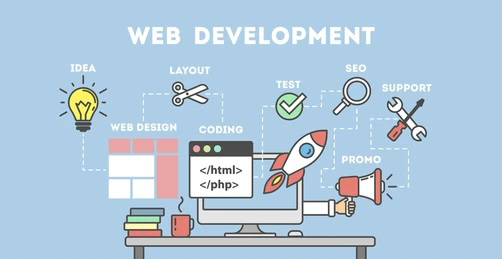 WEB DEVELOPMENT
IDEA
LAYOUT
WEB DESIGN
CODING
</html>
</php>
TEST
SEO
SUPPORT
PROMO